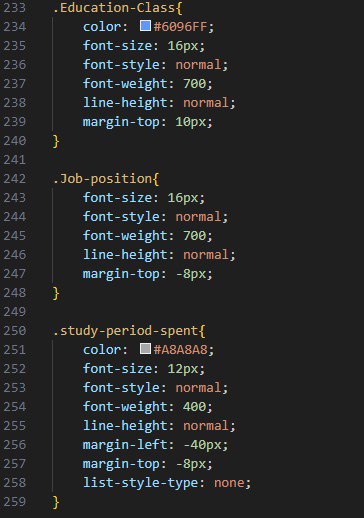 233 .Education-Class{
234 color: #6096FF;
235 font-size: 16px;
236 font-style: normal;
237 font-weight: 700;
238 line-height: normal;
239 margin-top: 10px;
240 }
241
242 .Job-position{
243 font-size: 16px;
244 font-style: normal;
245 font-weight: 700;
246 line-height: normal;
247 margin-top: -8px;
248 }
249
250 .study-period-spent{
251 color: #A8A8A8;
252 font-size: 12px;
253 font-style: normal;
254 font-weight: 400;
255 line-height: normal;
256 margin-left: -40px;
257 margin-top: -8px;
258 list-style-type: none;
259 }